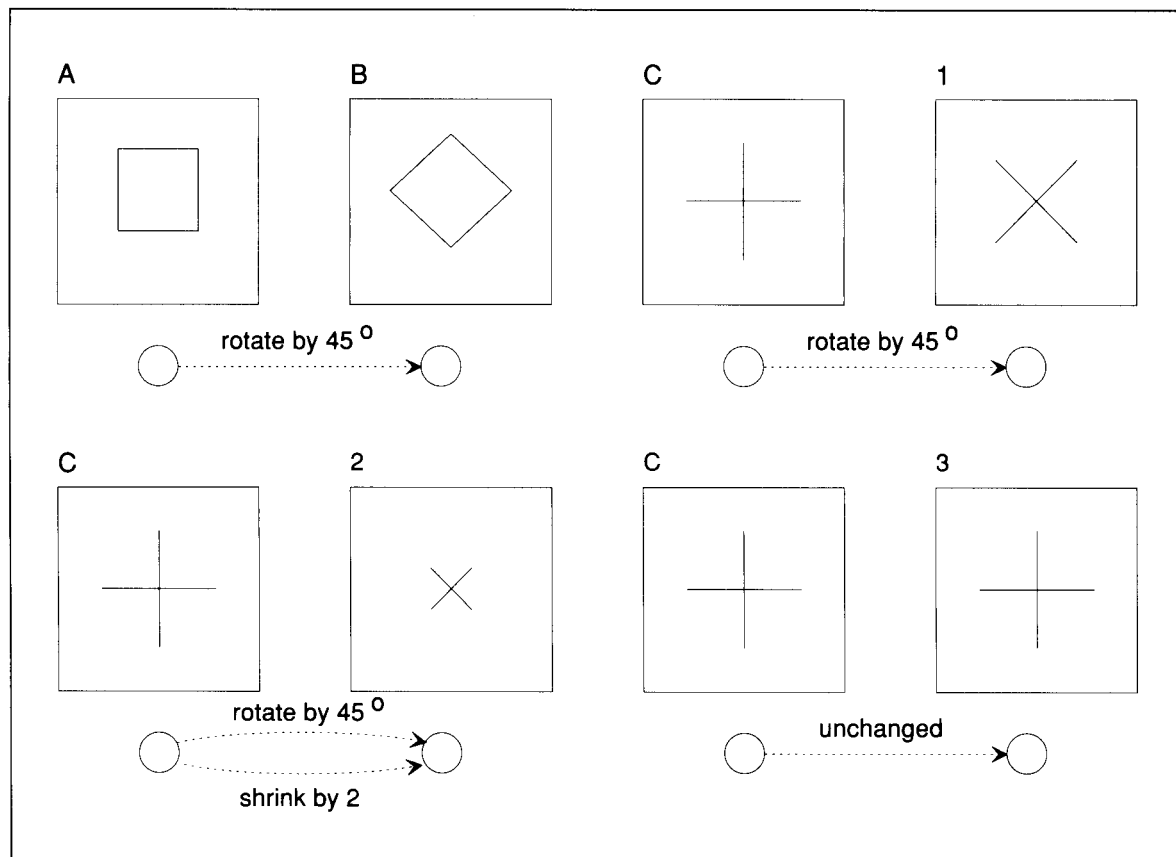 A B C 1
rotate by 45 o rotate by 45 o
C 2 C 3
rotate by 45 o
unchanged
shrink by 2